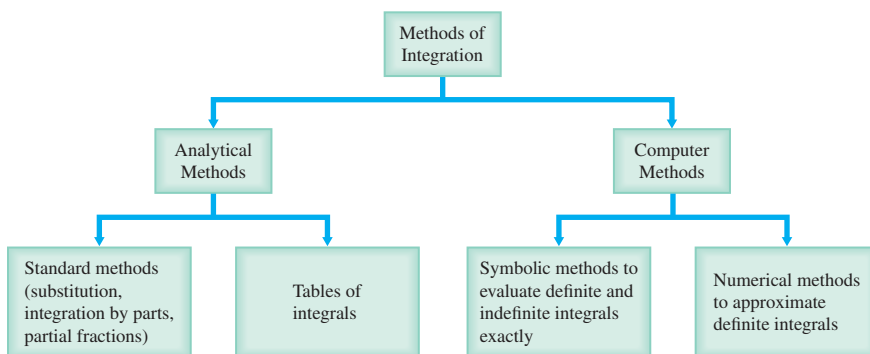 Methods of
Integration
Analytical
Methods
Computer
Methods
Standard methods
(substitution,
integration by parts,
partial fractions)
Tables of
integrals
Symbolic methods to
evaluate definite and
indefinite integrals
exactly
Numerical methods
to approximate
definite integrals